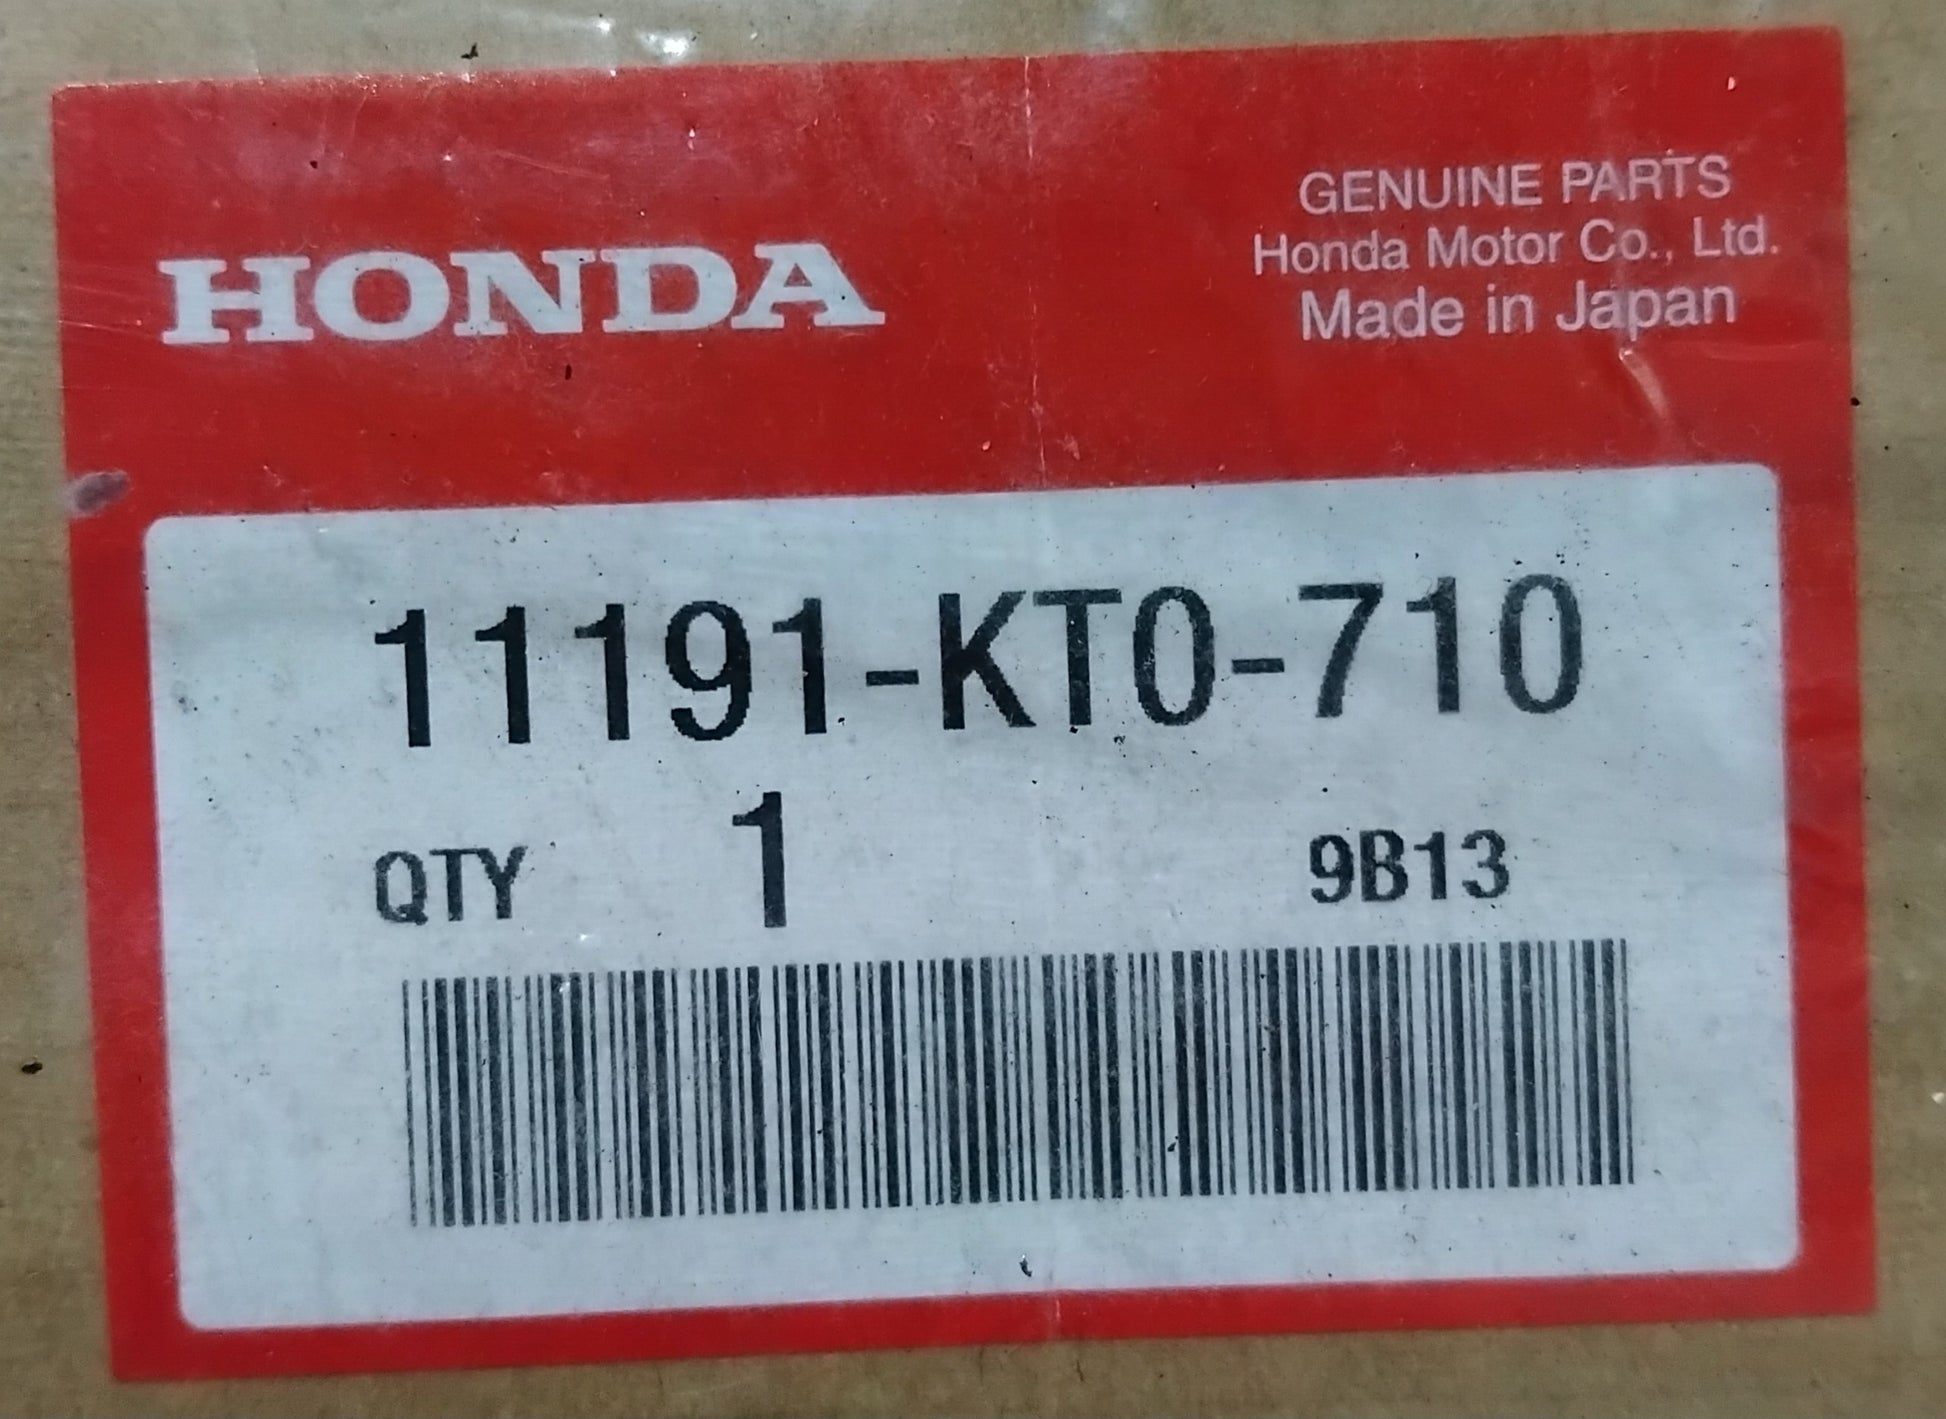 HONDA
GENUINE PARTS
Honda Motor Co., Ltd.
Made in Japan
11191-KT0-710
QTY 1 9B13